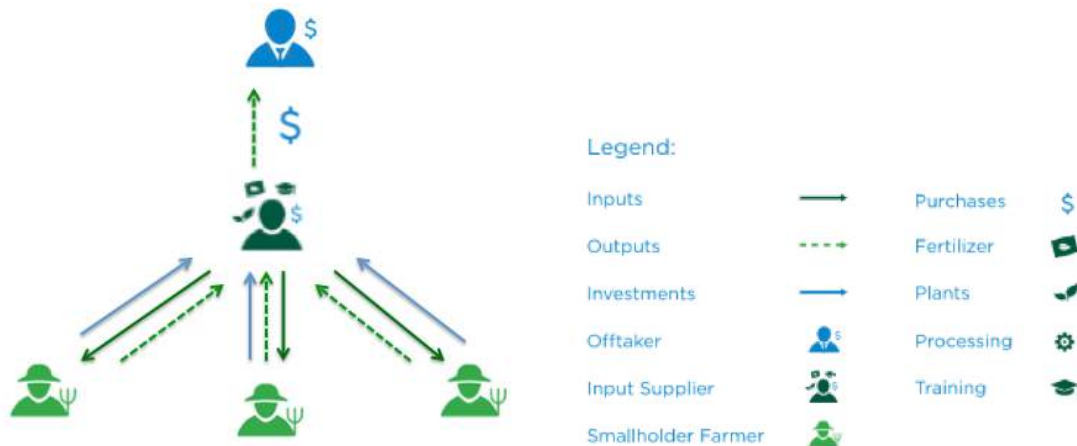 $
$
$
Legend:
Inputs
Purchases $
Outputs
Fertilizer
Investments
Plants
Offtaker $
Processing
Input Supplier $
Training
Smallholder Farmer